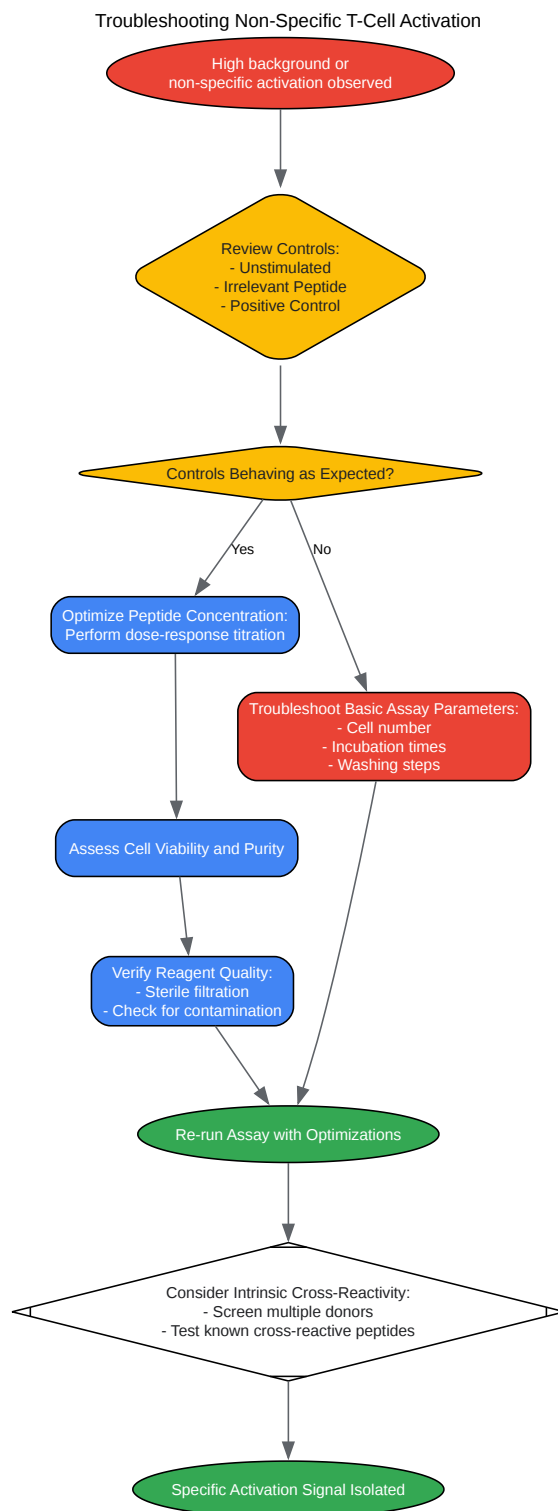 Troubleshooting Non-Specific T-Cell Activation
High background or
non-specific activation observed
Review Controls:
- Unstimulated
- Irrelevant Peptide
- Positive Control
Controls Behaving as Expected?
Yes
No
Optimize Peptide Concentration:
Perform dose-response titration
Troubleshoot Basic Assay Parameters:
- Cell number
- Incubation times
- Washing steps
Assess Cell Viability and Purity
Verify Reagent Quality:
- Sterile filtration
- Check for contamination
Re-run Assay with Optimizations
Consider Intrinsic Cross-Reactivity:
- Screen multiple donors
- Test known cross-reactive peptides
Specific Activation Signal Isolated